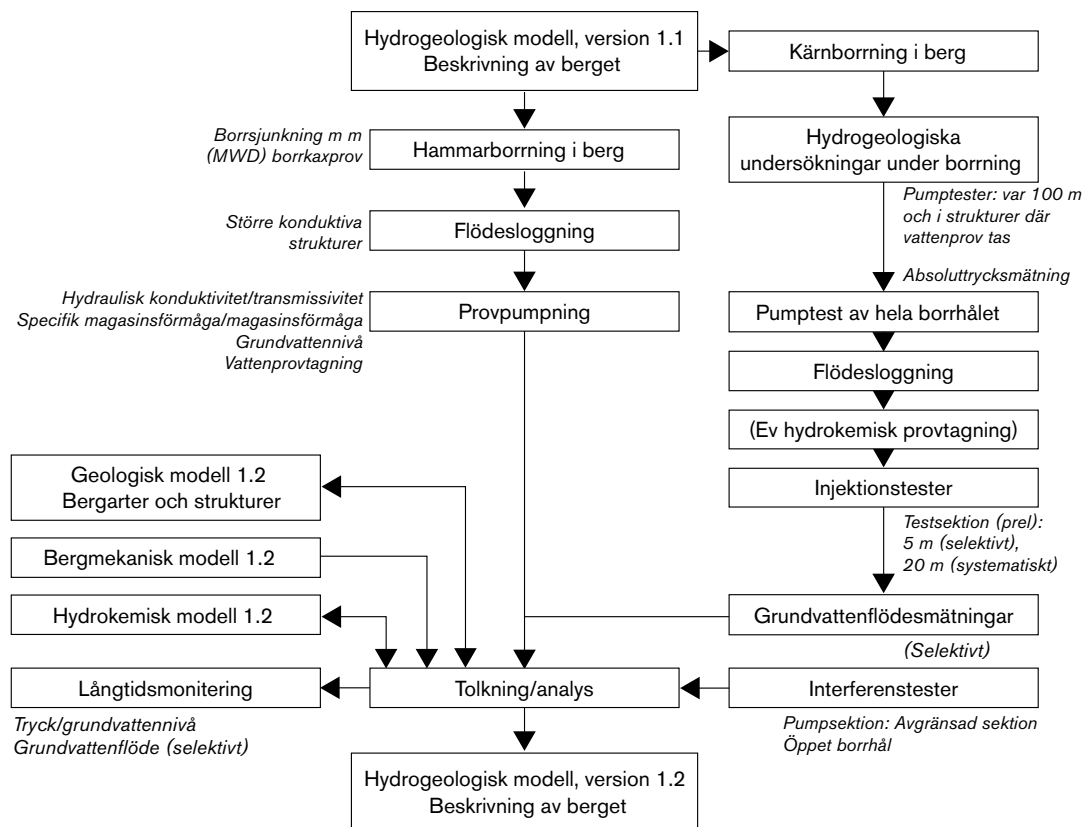 Hydrogeologisk modell, version 1.1
Beskrivning av berget
Kärnborrning i berg
Borrsjunkning m m
(MWD) borrkaxprov
Hammarborrning i berg
Hydrogeologiska
undersökningar under borrning
Pumptester: var 100 m
och i strukturer där
vattenprov tas
Större konduktiva
strukturer
Flödesloggning
Absoluttrycksmätning
Hydraulisk konduktivitet/transmissivitet
Specifik magasinsförmåga/magasinsförmåga
Grundvattennivå
Vattenprovtagning
Provpumpning
Pumptest av hela borrhålet
Flödesloggning
(Ev hydrokemisk provtagning)
Injektionstester
Testsektion (prel):
5 m (selektivt),
20 m (systematiskt)
Geologisk modell 1.2
Bergarter och strukturer
Bergmekanisk modell 1.2
Hydrokemisk modell 1.2
Grundvattenflödesmätningar
(Selektivt)
Långtidsmonitering
Tryck/grundvattennivå
Grundvattenflöde (selektivt)
Tolkning/analys
Interferenstester
Pumpsektion: Avgränsad sektion
Öppet borrhål
Hydrogeologisk modell, version 1.2
Beskrivning av berget